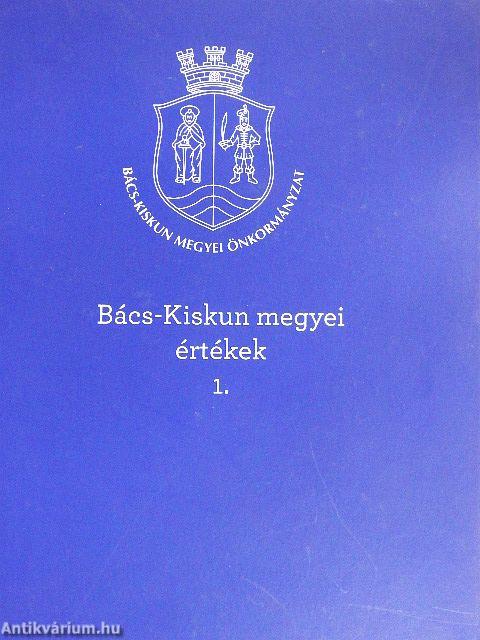 BÁCS-KISKUN MEGYEI ÖNKORMÁNYZAT
Bács-Kiskun megyei
értékek
1.
Antikvárium.hu